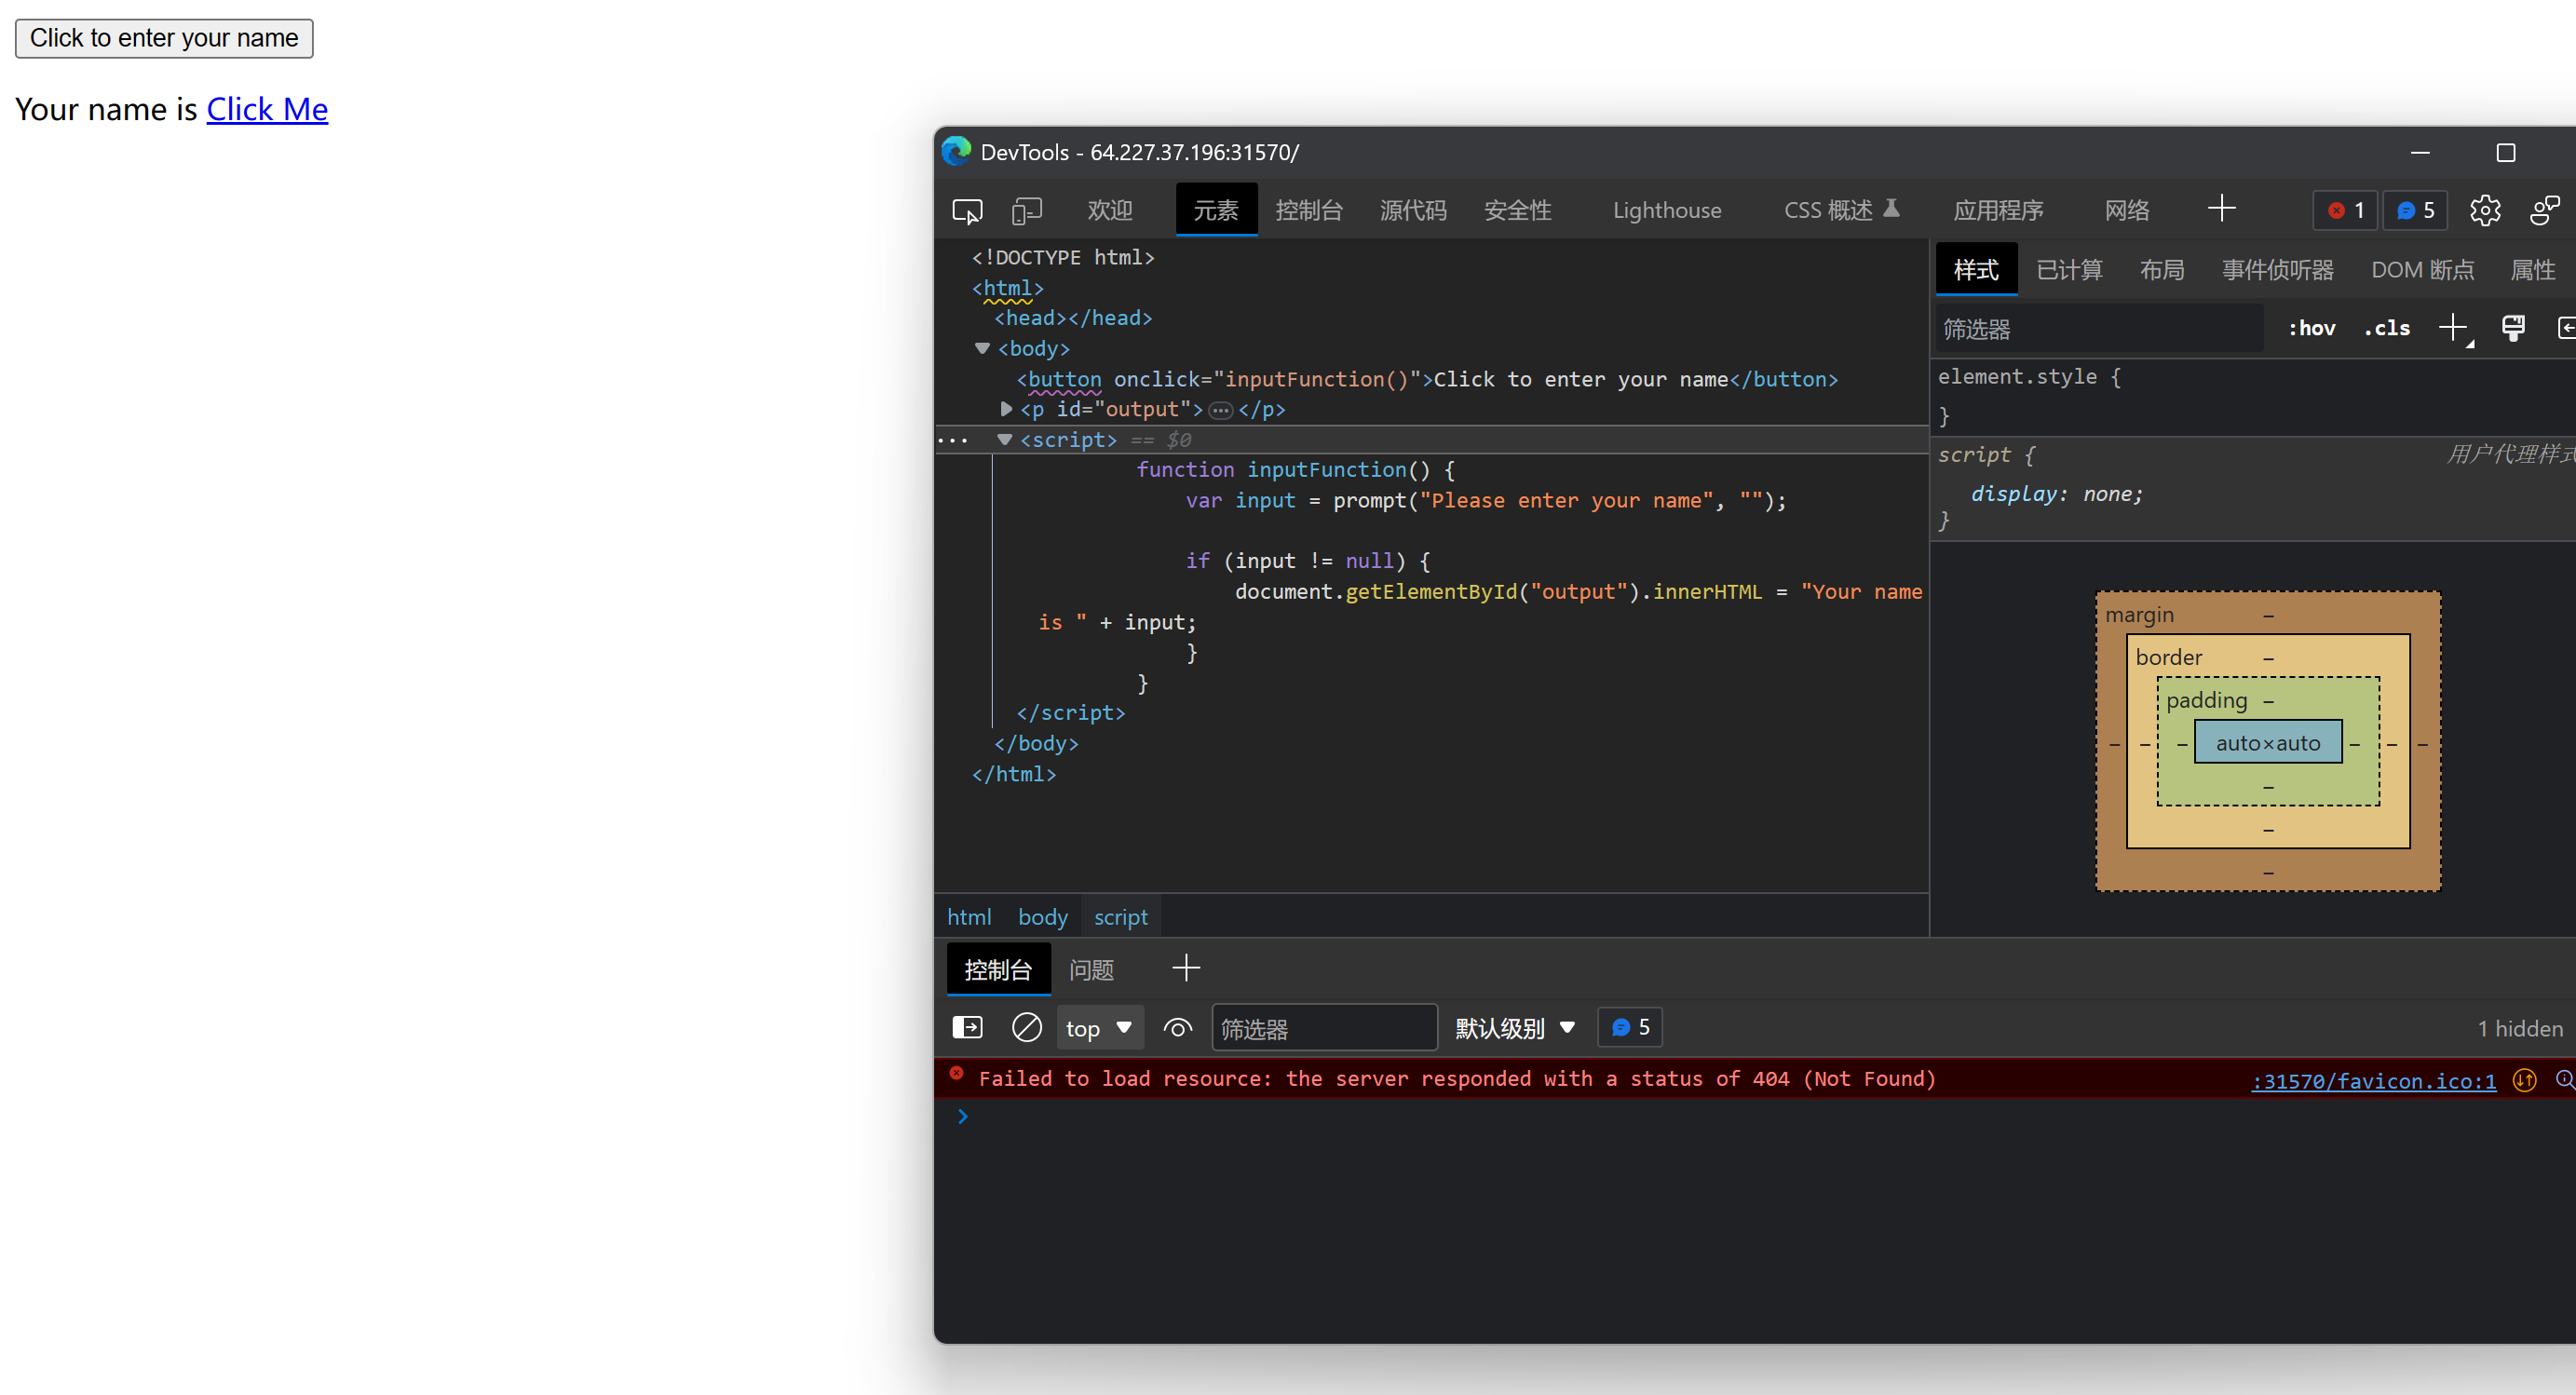 Click to enter your name
Your name is Click Me
DevTools - 64.227.37.196:31570/
欢迎 元素 控制台 源代码 安全性 Lighthouse CSS 概述 应用程序 网络 1 5
<!DOCTYPE html>
<html>
<head></head>
<body>
<button onclick="inputFunction()">Click to enter your name</button>
<p id="output">…</p>
··· <script> == $0
function inputFunction() {
var input = prompt("Please enter your name", "");
if (input != null) {
document.getElementById("output").innerHTML = "Your name
is " + input;
}
}
</script>
</body>
</html>
html body script
样式 已计算 布局 事件侦听器 DOM 断点 属性
筛选器 :hov .cls
element.style {
}
script { 用户代理样式
display: none;
}
margin –
border –
padding –
– – – auto×auto – – –
–
–
–
控制台 问题
top 筛选器 默认级别 5 1 hidden
Failed to load resource: the server responded with a status of 404 (Not Found) :31570/favicon.ico:1